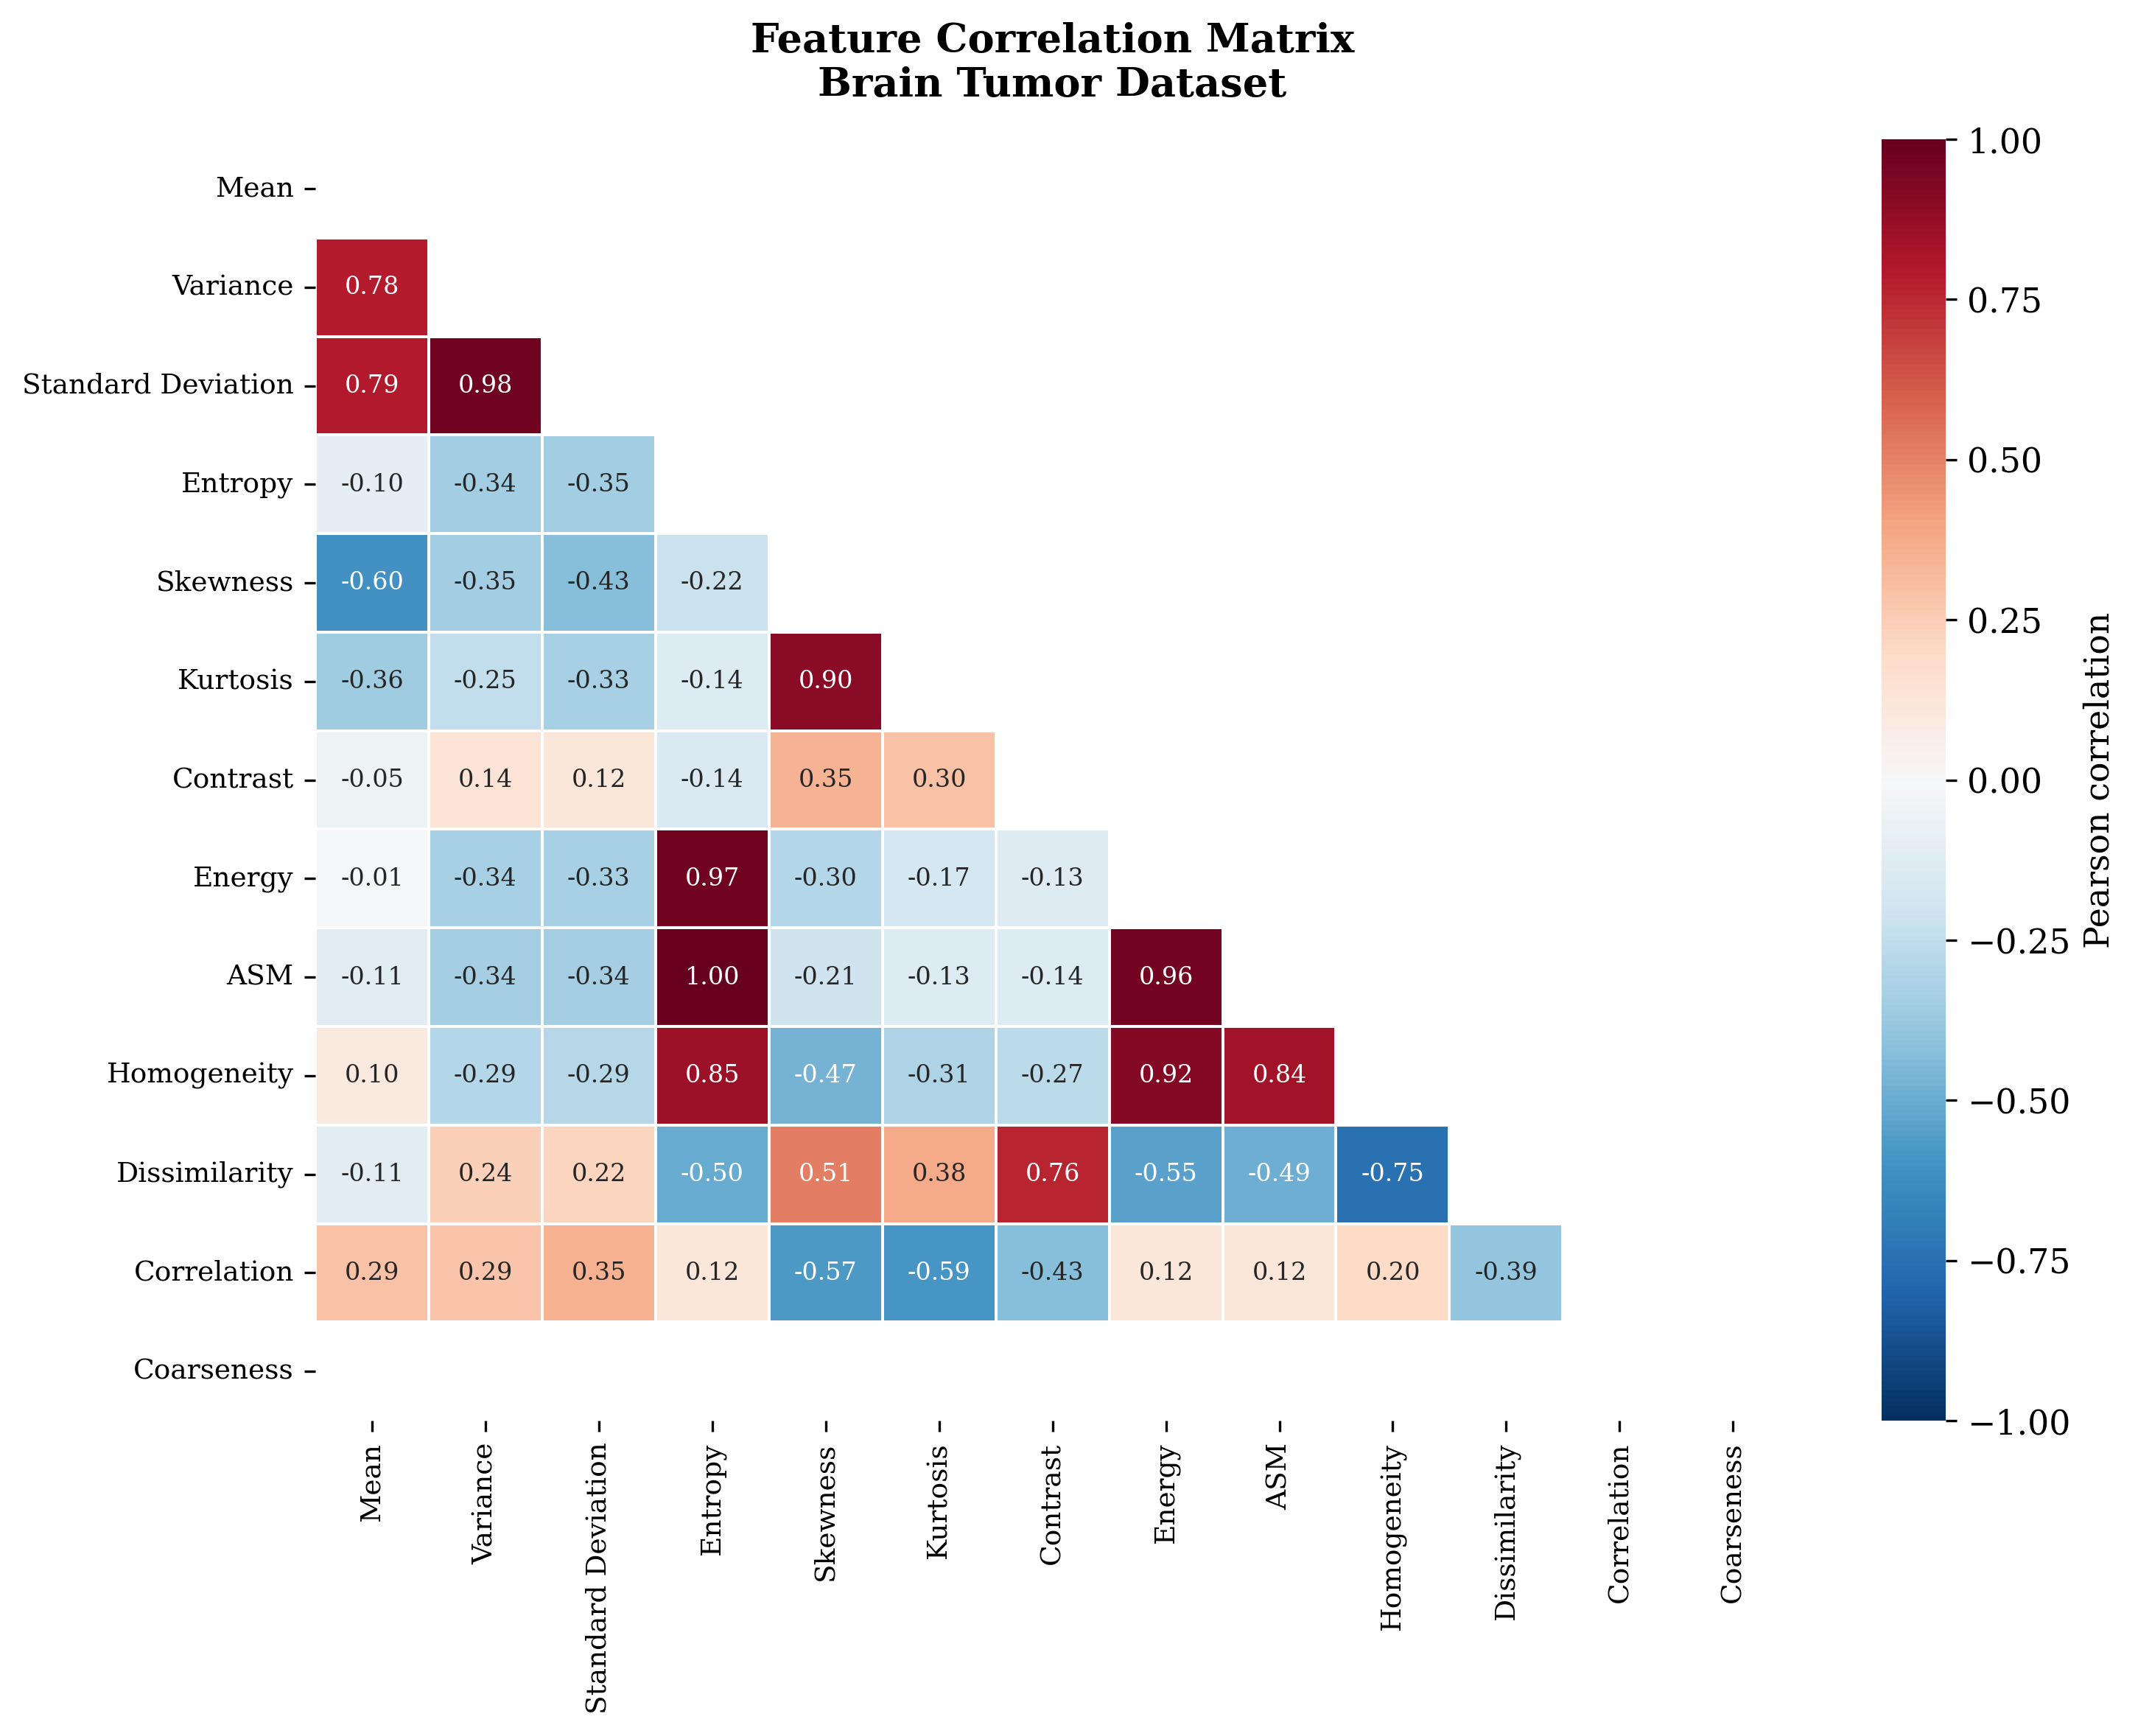 Feature Correlation Matrix
Brain Tumor Dataset
Mean
Variance 0.78
Standard Deviation 0.79 0.98
Entropy -0.10 -0.34 -0.35
Skewness -0.60 -0.35 -0.43 -0.22
Kurtosis -0.36 -0.25 -0.33 -0.14 0.90
Contrast -0.05 0.14 0.12 -0.14 0.35 0.30
Energy -0.01 -0.34 -0.33 0.97 -0.30 -0.17 -0.13
ASM -0.11 -0.34 -0.34 1.00 -0.21 -0.13 -0.14 0.96
Homogeneity 0.10 -0.29 -0.29 0.85 -0.47 -0.31 -0.27 0.92 0.84
Dissimilarity -0.11 0.24 0.22 -0.50 0.51 0.38 0.76 -0.55 -0.49 -0.75
Correlation 0.29 0.29 0.35 0.12 -0.57 -0.59 -0.43 0.12 0.12 0.20 -0.39
Coarseness
Mean
Variance
Standard Deviation
Entropy
Skewness
Kurtosis
Contrast
Energy
ASM
Homogeneity
Dissimilarity
Correlation
Coarseness
1.00
0.75
0.50
0.25
0.00
−0.25
−0.50
−0.75
−1.00
Pearson correlation